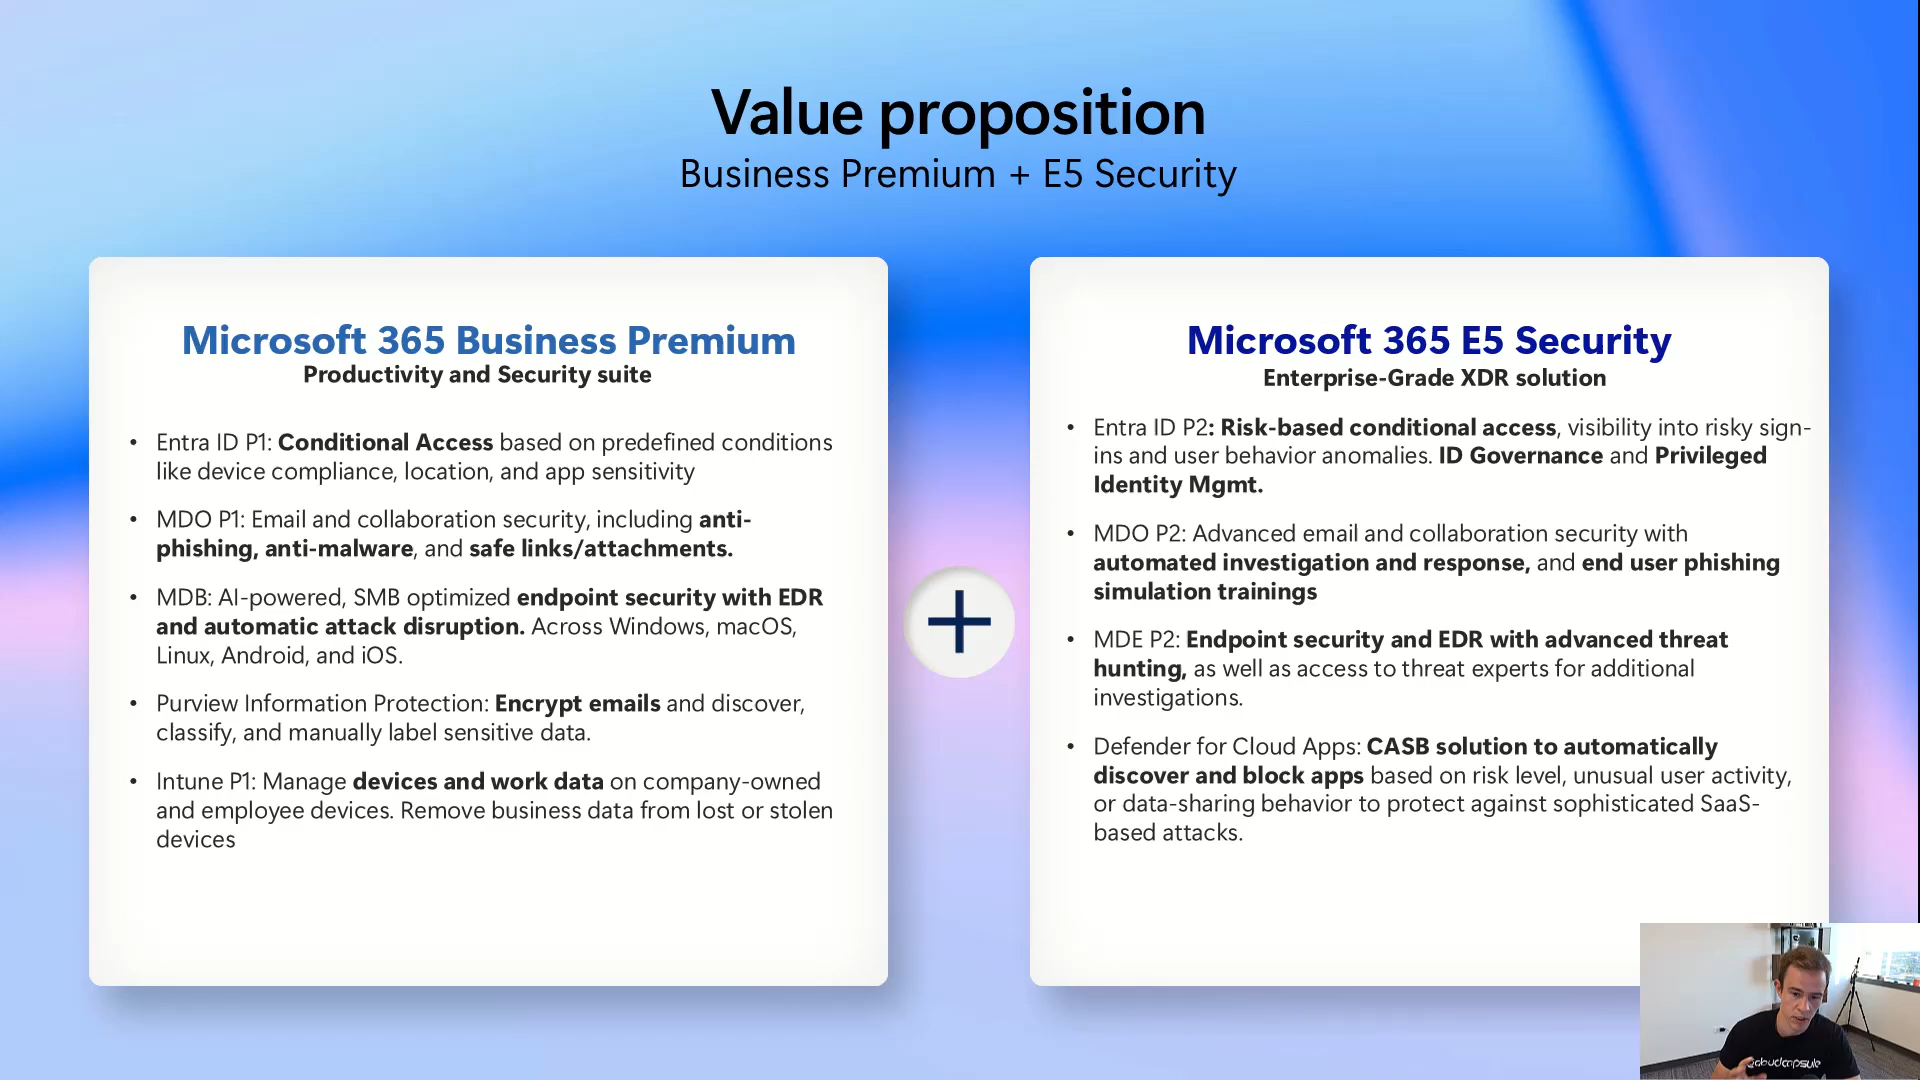 Value proposition
Business Premium + E5 Security
Microsoft 365 Business Premium
Productivity and Security suite
• Entra ID P1: Conditional Access based on predefined conditions
like device compliance, location, and app sensitivity
• MDO P1: Email and collaboration security, including anti-
phishing, anti-malware, and safe links/attachments.
• MDB: AI-powered, SMB optimized endpoint security with EDR
and automatic attack disruption. Across Windows, macOS,
Linux, Android, and iOS.
• Purview Information Protection: Encrypt emails and discover,
classify, and manually label sensitive data.
• Intune P1: Manage devices and work data on company-owned
and employee devices. Remove business data from lost or stolen
devices
Microsoft 365 E5 Security
Enterprise-Grade XDR solution
• Entra ID P2: Risk-based conditional access, visibility into risky sign-
ins and user behavior anomalies. ID Governance and Privileged
Identity Mgmt.
• MDO P2: Advanced email and collaboration security with
automated investigation and response, and end user phishing
simulation trainings
• MDE P2: Endpoint security and EDR with advanced threat
hunting, as well as access to threat experts for additional
investigations.
• Defender for Cloud Apps: CASB solution to automatically
discover and block apps based on risk level, unusual user activity,
or data-sharing behavior to protect against sophisticated SaaS-
based attacks.
cloudcapsule